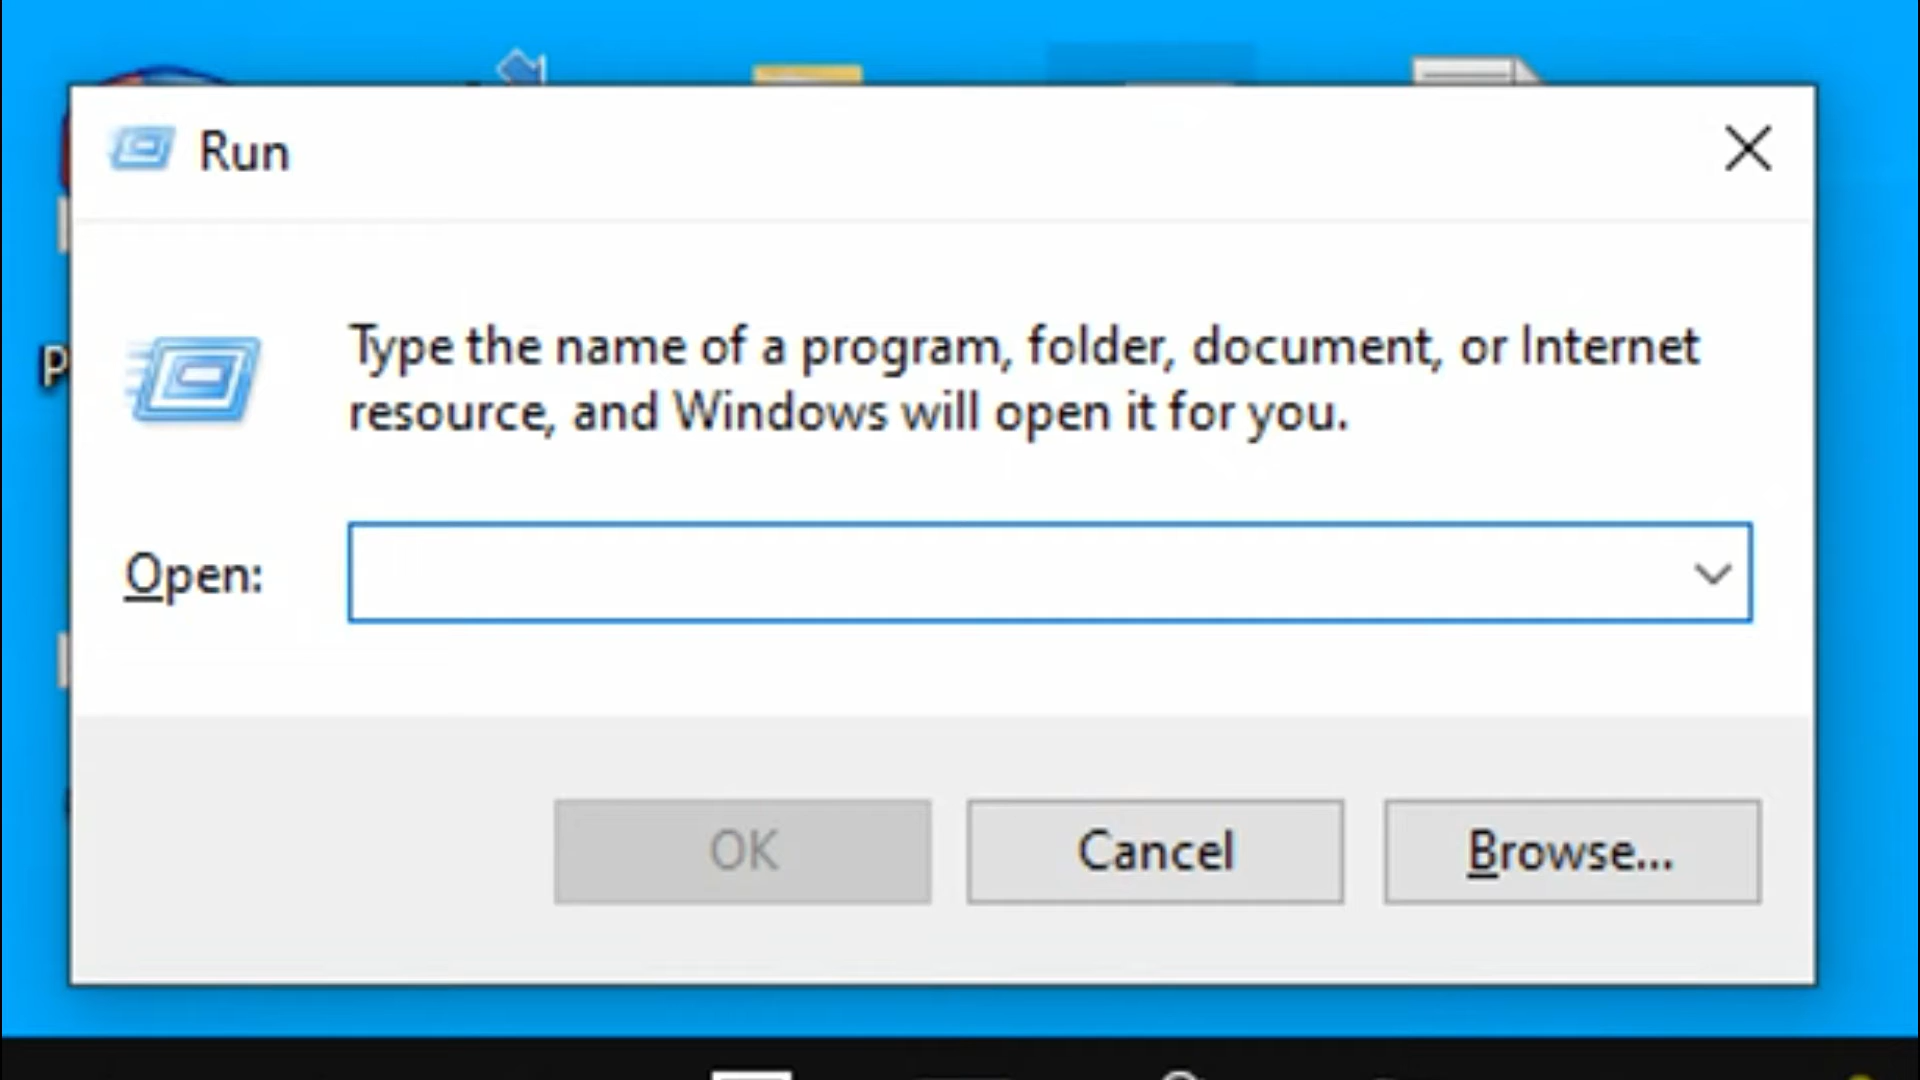 Run
Type the name of a program, folder, document, or Internet
resource, and Windows will open it for you.
Open:
OK
Cancel
Browse...